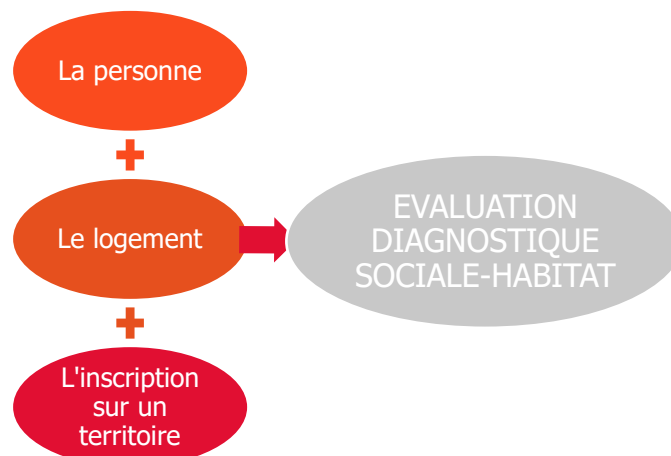 La personne
Le logement
L'inscription
sur un
territoire
EVALUATION
DIAGNOSTIQUE
SOCIALE-HABITAT